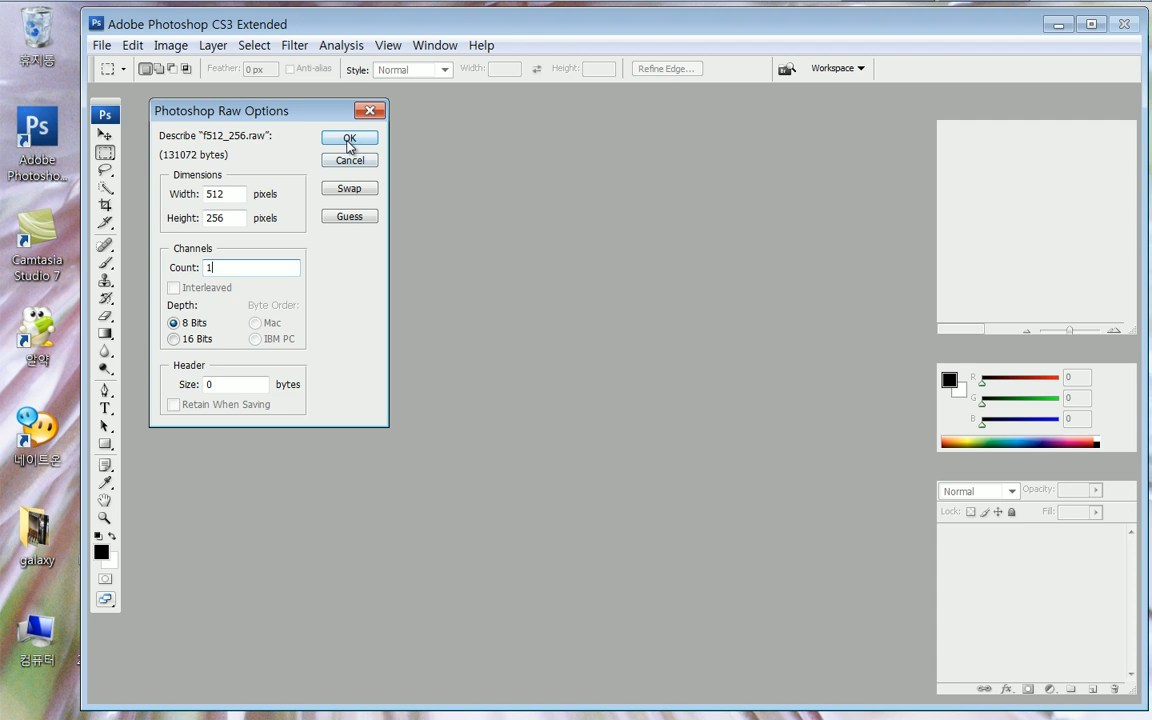 Adobe Photoshop CS3 Extended
File Edit Image Layer Select Filter Analysis View Window Help
Feather: 0 px Anti-alias Style: Normal Width: Height: Refine Edge... Workspace
휴지통
Ps
Adobe
Photosho...
Camtasia
Studio 7
알약
네이트온
galaxy
컴퓨터
Ps
T
Photoshop Raw Options
Describe "f512_256.raw":
(131072 bytes)
OK
Cancel
Swap
Guess
Dimensions
Width: 512 pixels
Height: 256 pixels
Channels
Count: 1
Interleaved
Depth: Byte Order:
8 Bits Mac
16 Bits IBM PC
Header
Size: 0 bytes
Retain When Saving
R 0
G 0
B 0
Normal Opacity:
Lock: Fill:
fx